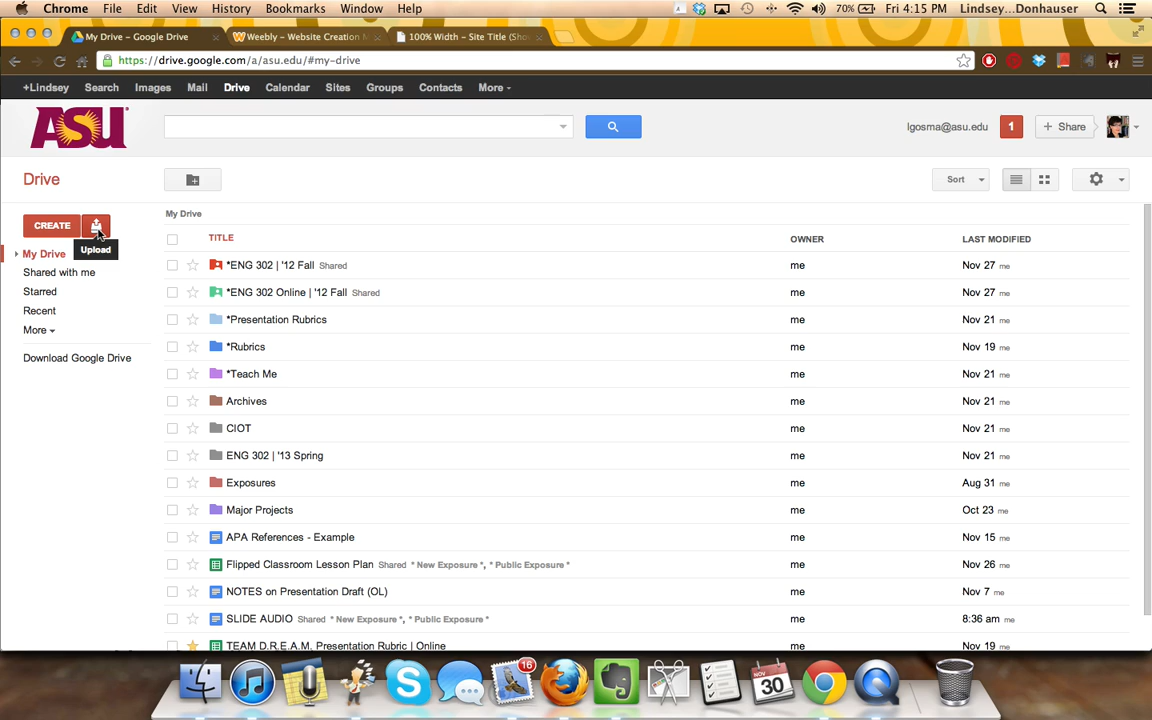 Chrome File Edit View History Bookmarks Window Help 70% Fri 4:15 PM Lindsey...Donhauser
My Drive – Google Drive Weebly – Website Creation M 100% Width – Site Title (Sho
https://drive.google.com/a/asu.edu/#my-drive
+Lindsey Search Images Mail Drive Calendar Sites Groups Contacts More
ASU lgosma@asu.edu 1 + Share
Drive Sort
CREATE
Upload
My Drive
Shared with me
Starred
Recent
More
Download Google Drive
My Drive
TITLE OWNER LAST MODIFIED
*ENG 302 | '12 Fall Shared me Nov 27 me
*ENG 302 Online | '12 Fall Shared me Nov 27 me
*Presentation Rubrics me Nov 21 me
*Rubrics me Nov 19 me
*Teach Me me Nov 21 me
Archives me Nov 21 me
CIOT me Nov 21 me
ENG 302 | '13 Spring me Nov 21 me
Exposures me Aug 31 me
Major Projects me Oct 23 me
APA References - Example me Nov 15 me
Flipped Classroom Lesson Plan Shared * New Exposure *, * Public Exposure * me Nov 26 me
NOTES on Presentation Draft (OL) me Nov 7 me
SLIDE AUDIO Shared * New Exposure *, * Public Exposure * me 8:36 am me
TEAM D.R.E.A.M. Presentation Rubric | Online me Nov 19 me
16
NOV
30